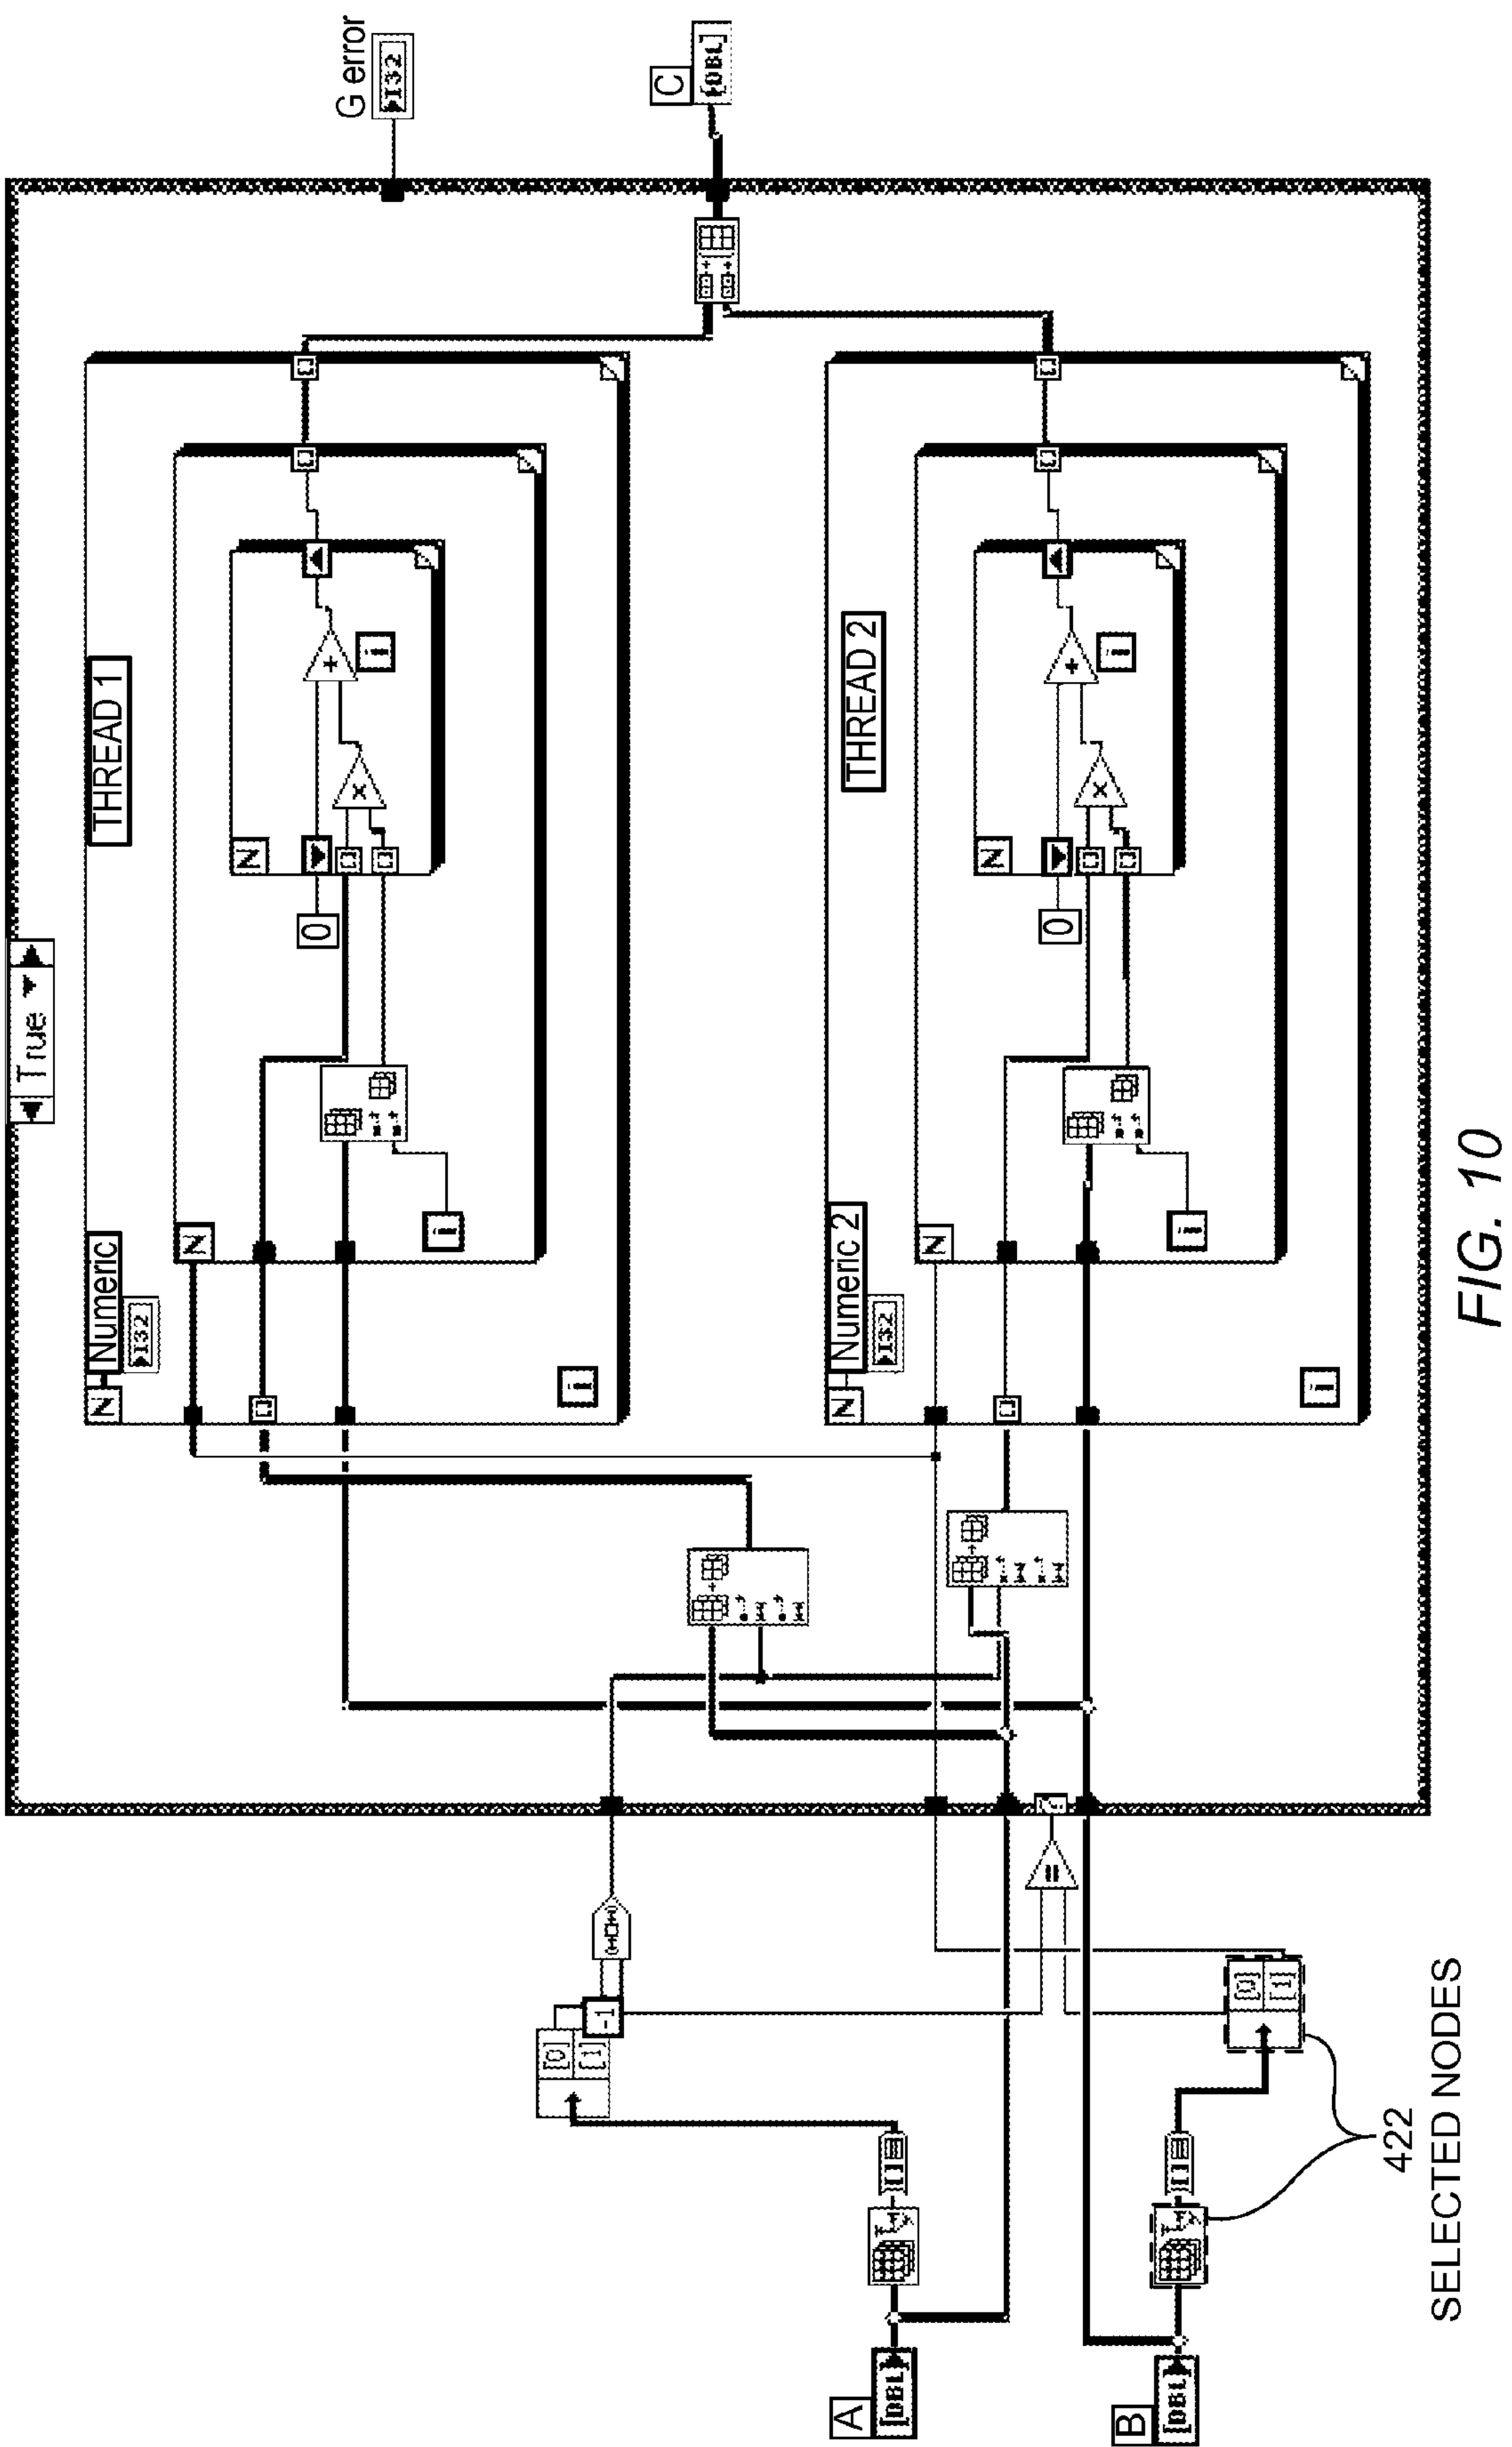 True
THREAD 1
Numeric
I32
N
N
N
0
i
i
i
×
+
THREAD 2
Numeric 2
I32
N
N
N
0
i
i
i
×
+
G error
I32
C
[DBL]
A
[DBL]
[0]
[1]
-1
=
B
[DBL]
[0]
[1]
422
SELECTED NODES
FIG. 10